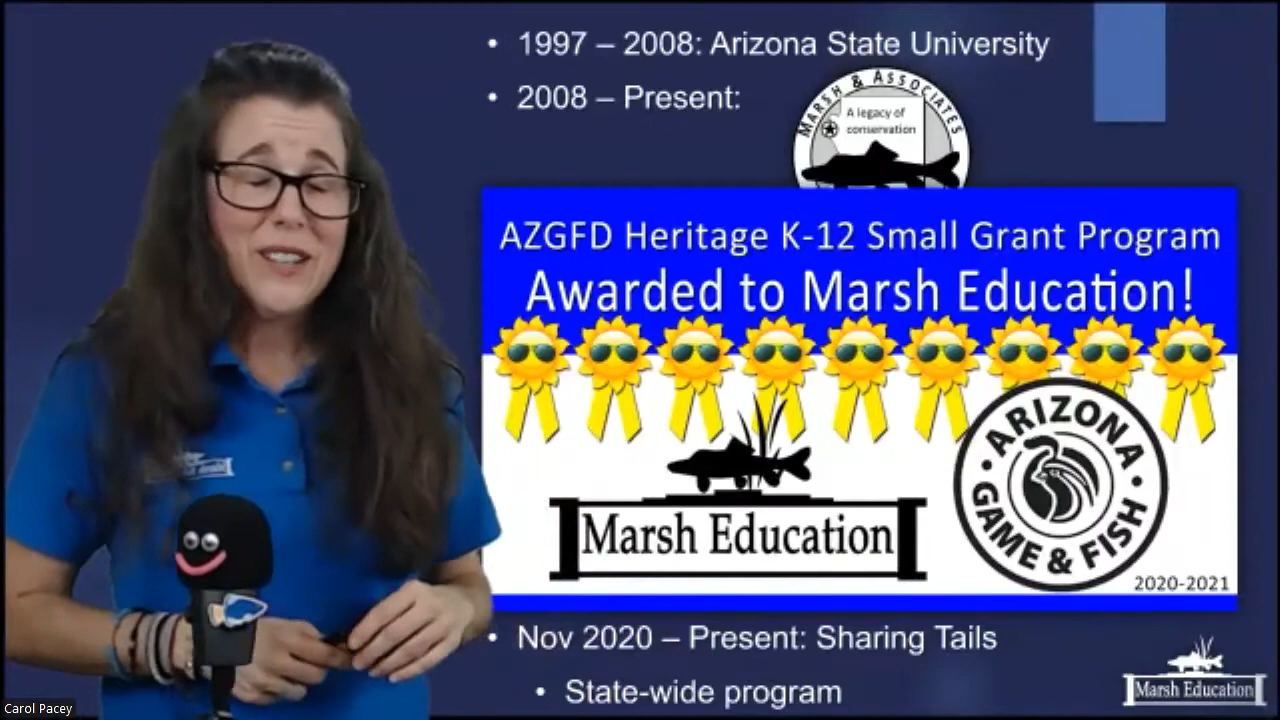 • 1997 – 2008: Arizona State University
• 2008 – Present:
MARSH & ASSOCIATES
A legacy of
conservation
AZGFD Heritage K-12 Small Grant Program
Awarded to Marsh Education!
Marsh Education
ARIZONA
GAME & FISH
2020-2021
• Nov 2020 – Present: Sharing Tails
• State-wide program
Marsh Education
Carol Pacey